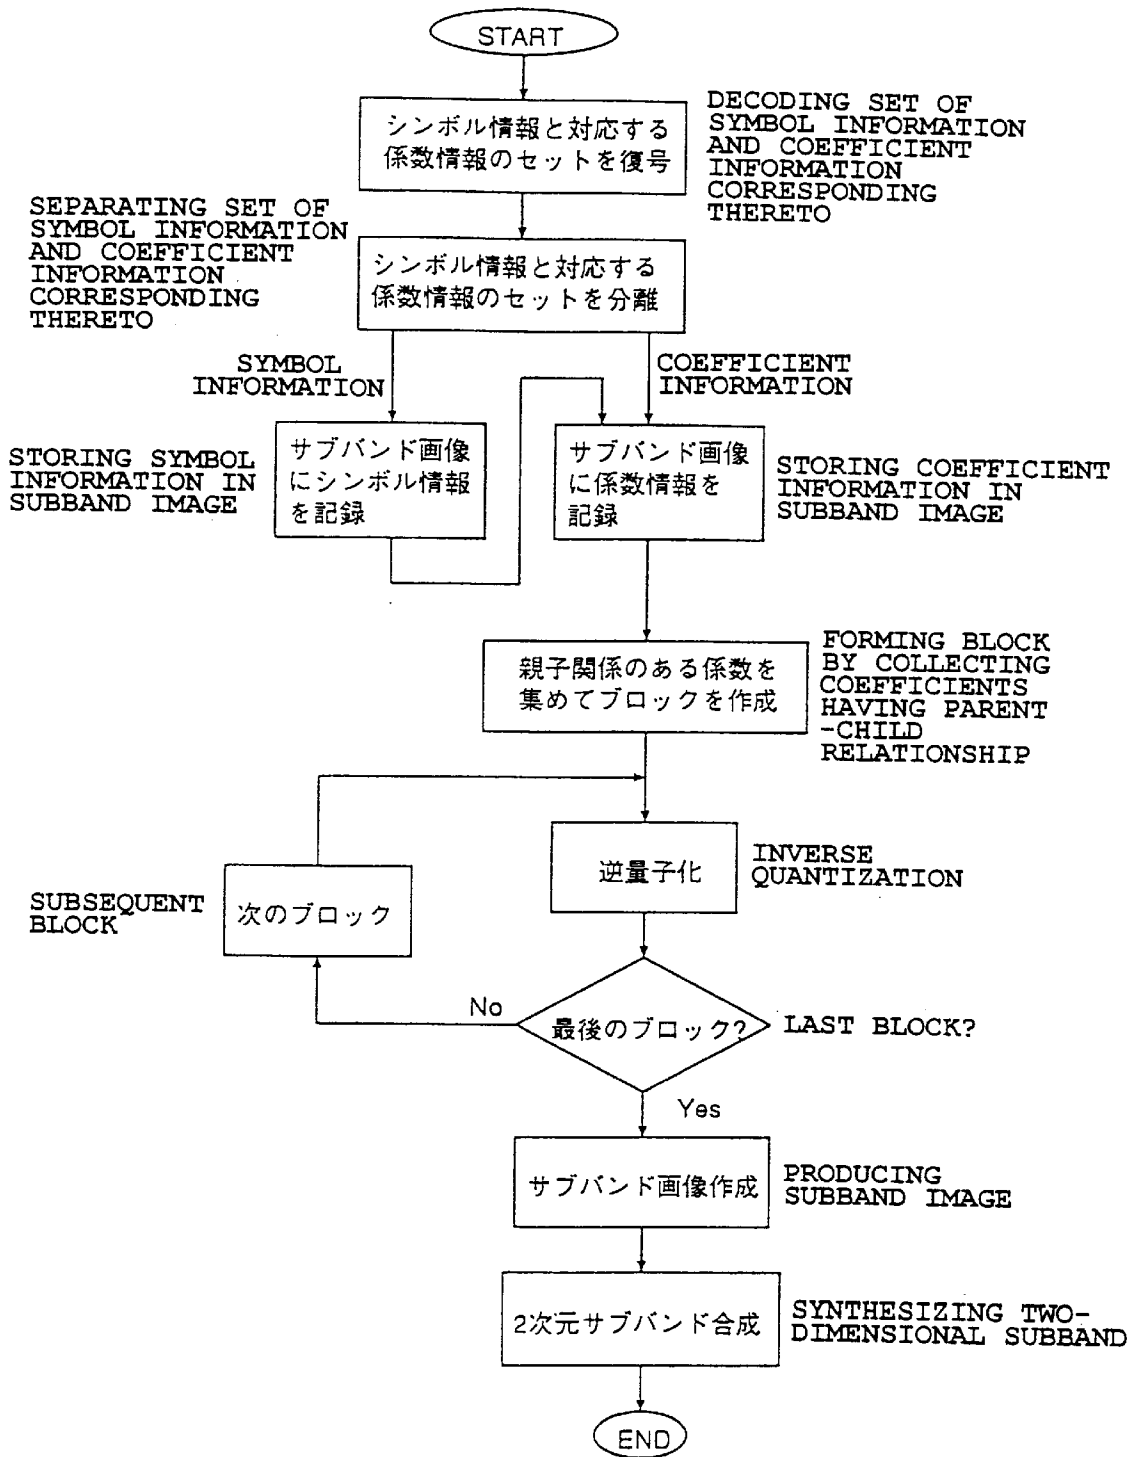 START
シンボル情報と対応する
係数情報のセットを復号
DECODING SET OF
SYMBOL INFORMATION
AND COEFFICIENT
INFORMATION
CORRESPONDING
THERETO
SEPARATING SET OF
SYMBOL INFORMATION
AND COEFFICIENT
INFORMATION
CORRESPONDING
THERETO
シンボル情報と対応する
係数情報のセットを分離
SYMBOL
INFORMATION
COEFFICIENT
INFORMATION
STORING SYMBOL
INFORMATION IN
SUBBAND IMAGE
サブバンド画像
にシンボル情報
を記録
サブバンド画像
に係数情報を
記録
STORING COEFFICIENT
INFORMATION IN
SUBBAND IMAGE
親子関係のある係数を
集めてブロックを作成
FORMING BLOCK
BY COLLECTING
COEFFICIENTS
HAVING PARENT
-CHILD
RELATIONSHIP
逆量子化
INVERSE
QUANTIZATION
SUBSEQUENT
BLOCK
次のブロック
No
最後のブロック?
LAST BLOCK?
Yes
サブバンド画像作成
PRODUCING
SUBBAND IMAGE
2次元サブバンド合成
SYNTHESIZING TWO-
DIMENSIONAL SUBBAND
END